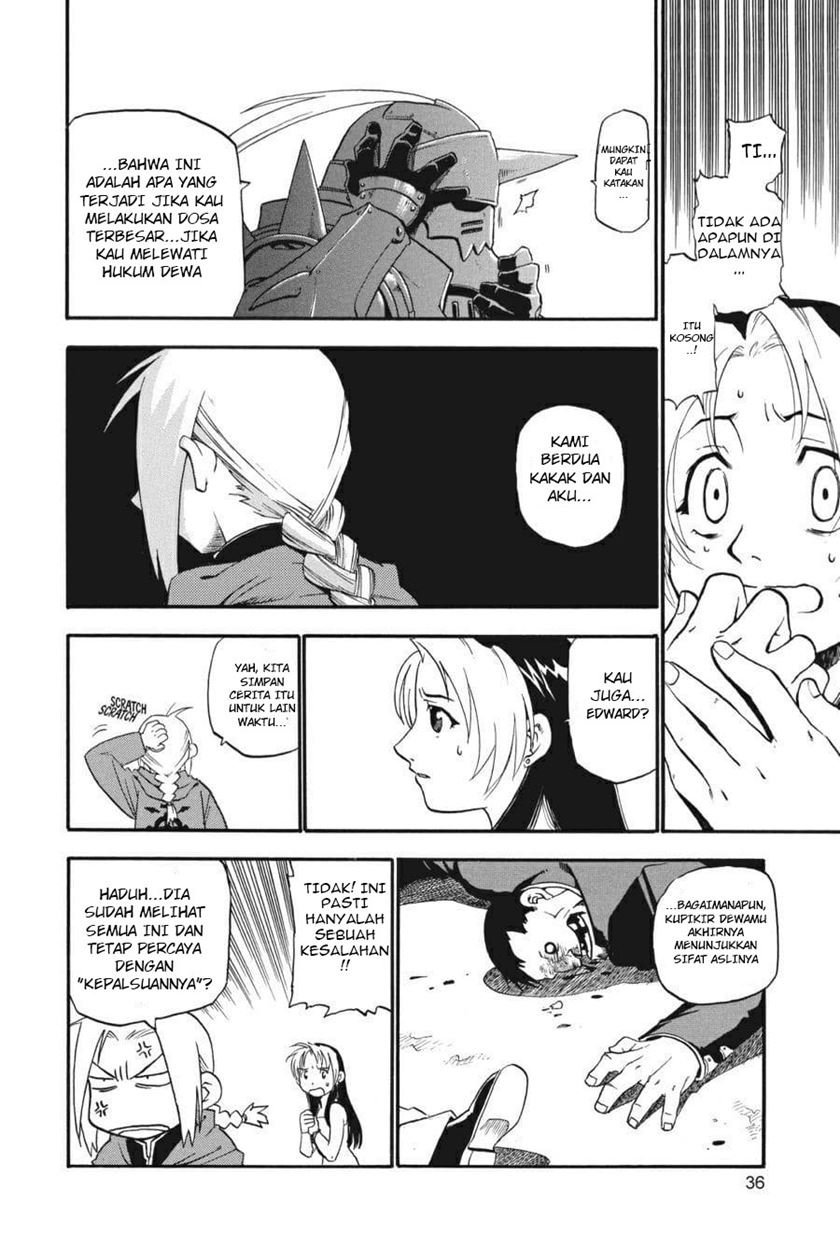 TI...
TIDAK ADA
APAPUN DI
DALAMNYA
...
ITU
KOSONG
..!
MUNGKIN
DAPAT
KAU
KATAKAN
...
...BAHWA INI
ADALAH APA YANG
TERJADI JIKA KAU
MELAKUKAN DOSA
TERBESAR...JIKA
KAU MELEWATI
HUKUM DEWA
KAMI
BERDUA
KAKAK DAN
AKU...
KAU
JUGA...
EDWARD?
YAH, KITA
SIMPAN
CERITA ITU
UNTUK LAIN
WAKTU...
SCRATCH
SCRATCH
...BAGAIMANAPUN,
KUPIKIR DEWAMU
AKHIRNYA
MENUNJUKKAN
SIFAT ASLINYA
TIDAK! INI
PASTI
HANYALAH
SEBUAH
KESALAHAN
!!
HADUH...DIA
SUDAH MELIHAT
SEMUA INI DAN
TETAP PERCAYA
DENGAN
"KEPALSUANNYA"?
36